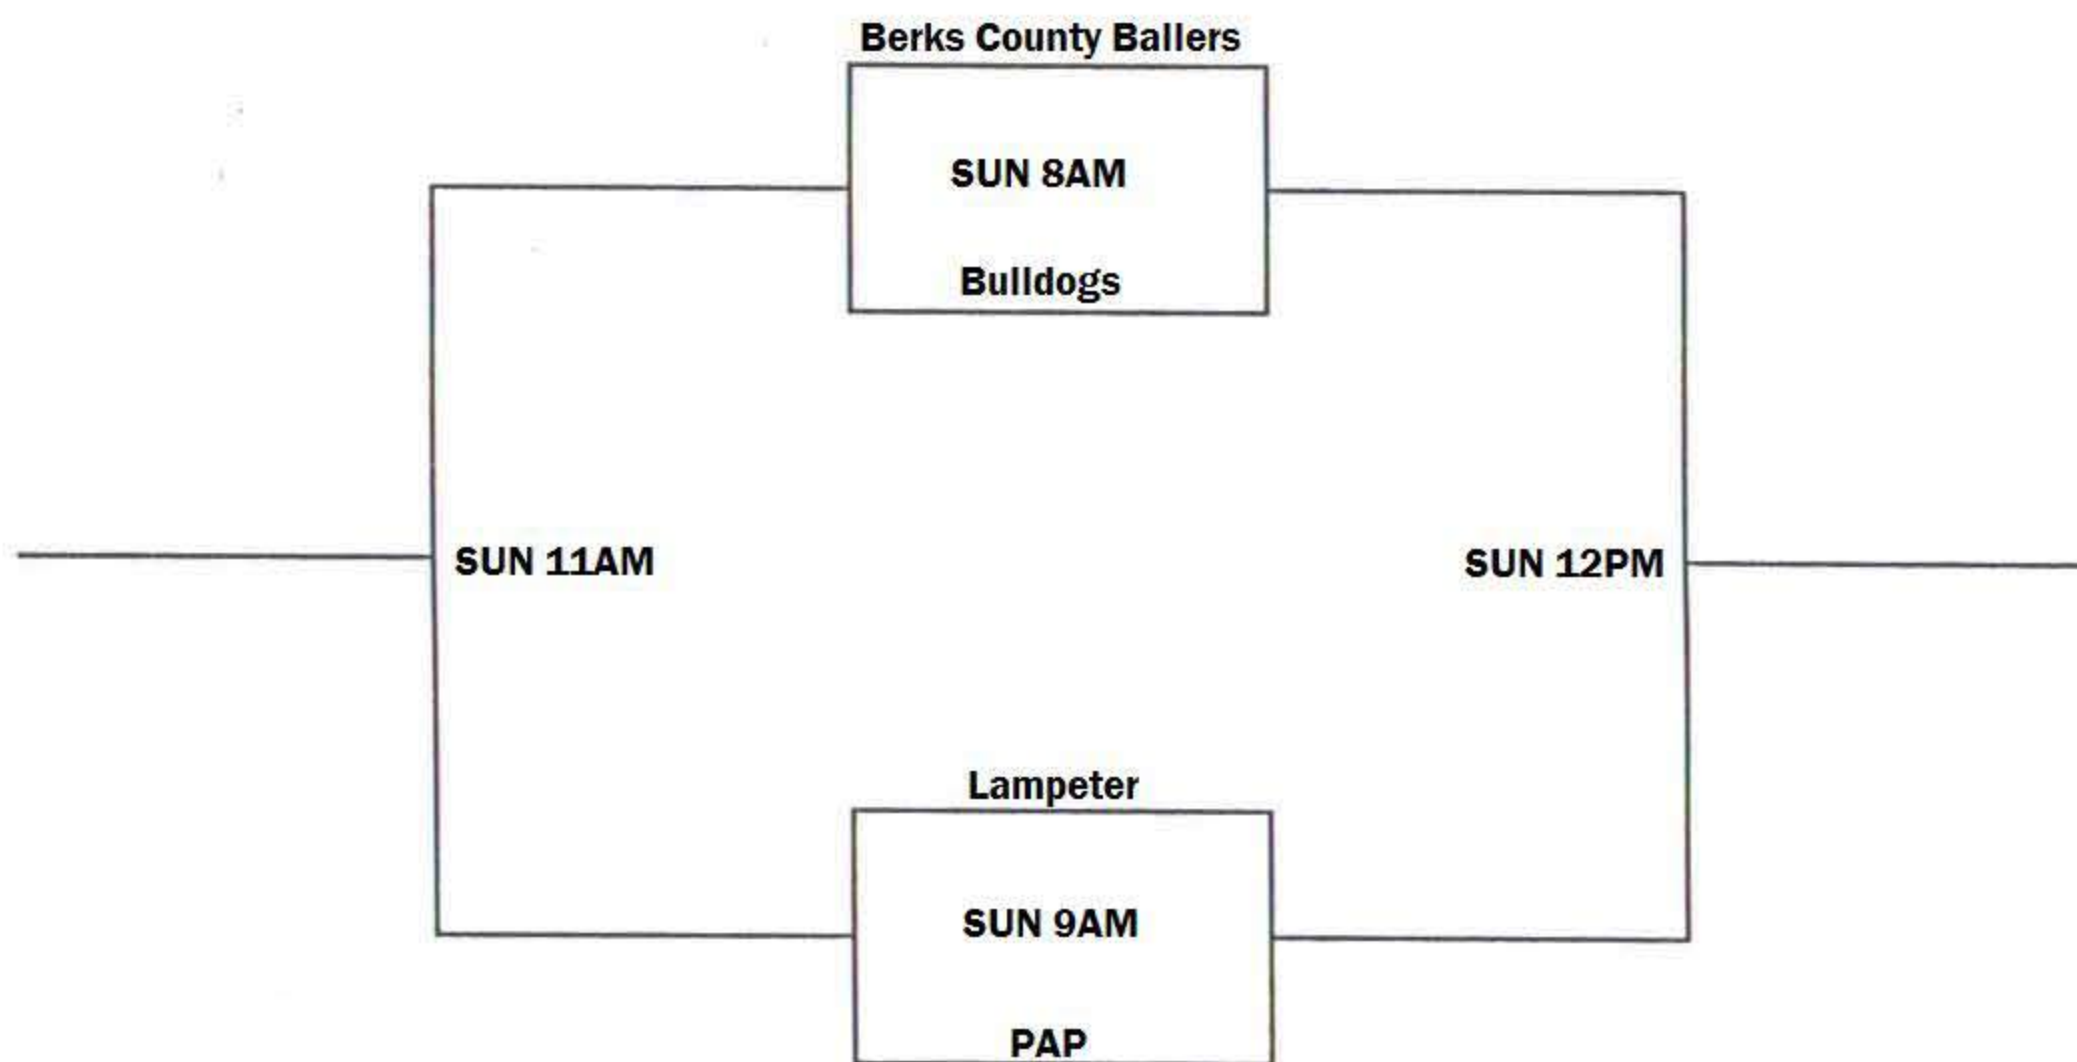 Berks County Ballers
SUN 8AM
Bulldogs
SUN 11AM
SUN 12PM
Lampeter
SUN 9AM
PAP